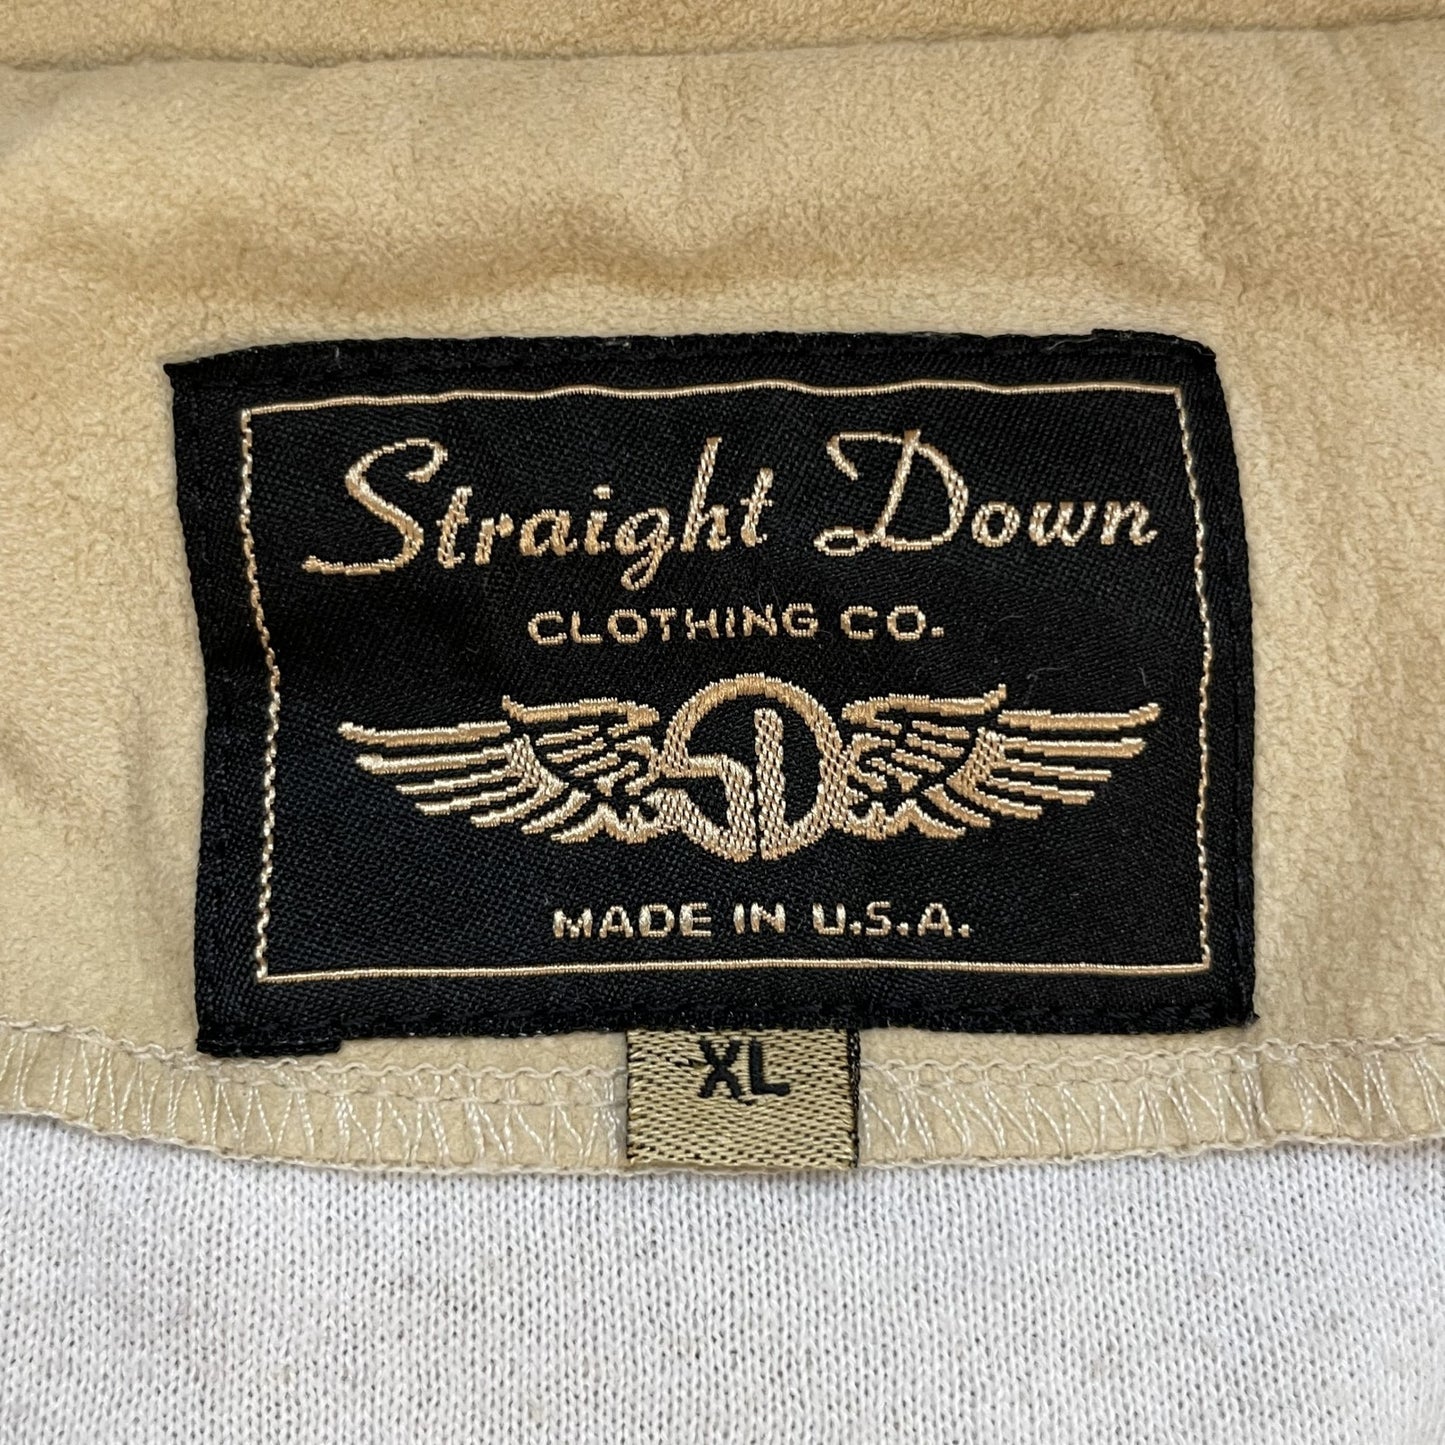 Straight Down
CLOTHING CO.
SD
MADE IN U.S.A.
XL